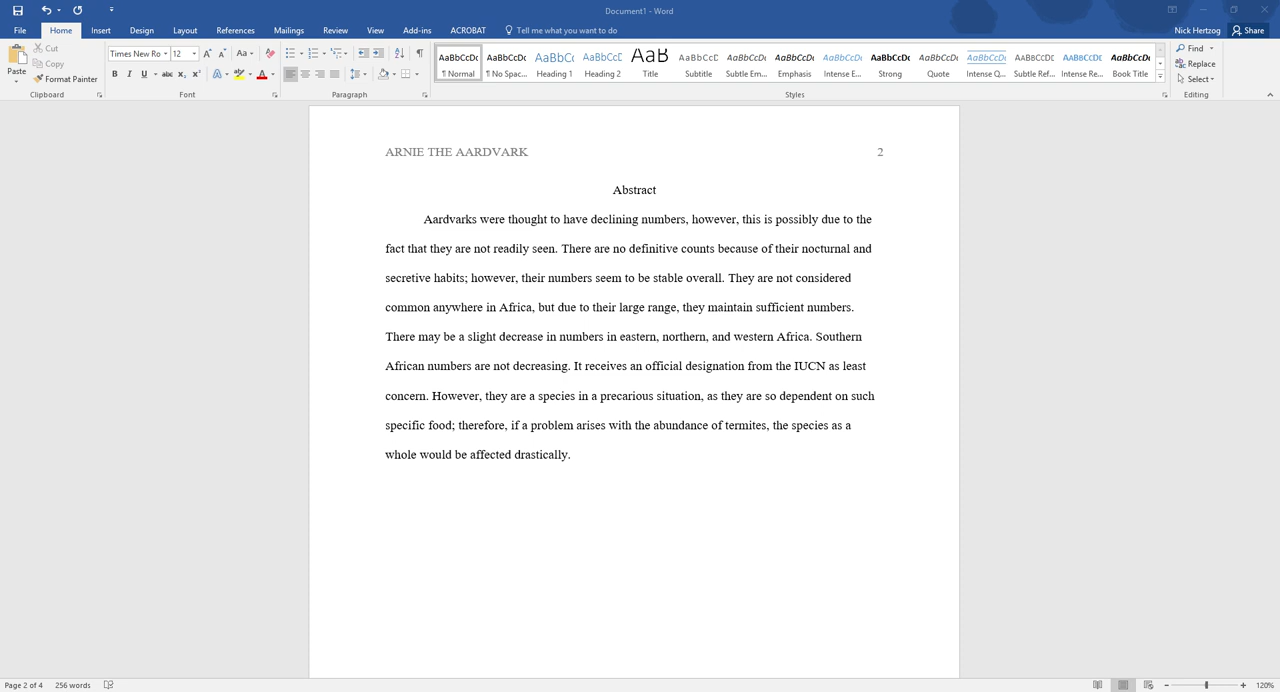 Document1 - Word
File Home Insert Design Layout References Mailings Review View Add-ins ACROBAT Tell me what you want to do Nick Hertzog Share
Paste Cut Copy Format Painter Clipboard
Times New Ro 12 Aa B I U abc X₂ X² A ab A Font
Paragraph
AaBbCcDc AaBbCcDc AaBbCc AaBbCcD AaB AaBbCcD AaBbCcDc AaBbCcDc AaBbCcDc AaBbCcDc AaBbCcDc AaBbCcDc AABBCCDD AABBCCDC AaBbCcDc
¶ Normal ¶ No Spac... Heading 1 Heading 2 Title Subtitle Subtle Em... Emphasis Intense E... Strong Quote Intense Q... Subtle Ref... Intense Re... Book Title
Styles
Find
Replace
Select
Editing
ARNIE THE AARDVARK 2
Abstract
Aardvarks were thought to have declining numbers, however, this is possibly due to the
fact that they are not readily seen. There are no definitive counts because of their nocturnal and
secretive habits; however, their numbers seem to be stable overall. They are not considered
common anywhere in Africa, but due to their large range, they maintain sufficient numbers.
There may be a slight decrease in numbers in eastern, northern, and western Africa. Southern
African numbers are not decreasing. It receives an official designation from the IUCN as least
concern. However, they are a species in a precarious situation, as they are so dependent on such
specific food; therefore, if a problem arises with the abundance of termites, the species as a
whole would be affected drastically.
Page 2 of 4 256 words 120%